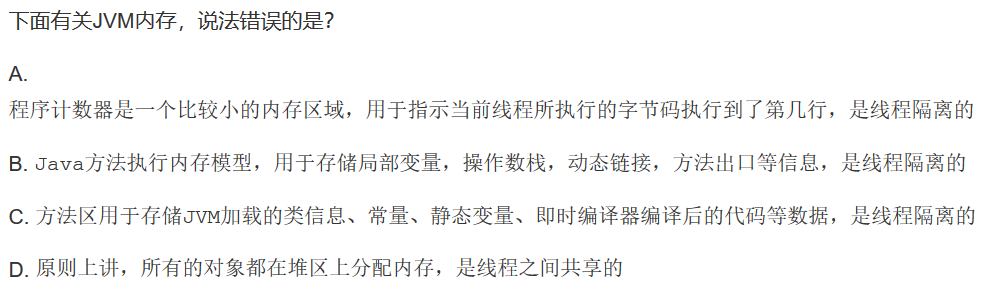 下面有关JVM内存，说法错误的是？
A.
程序计数器是一个比较小的内存区域，用于指示当前线程所执行的字节码执行到了第几行，是线程隔离的
B. Java方法执行内存模型，用于存储局部变量，操作数栈，动态链接，方法出口等信息，是线程隔离的
C. 方法区用于存储JVM加载的类信息、常量、静态变量、即时编译器编译后的代码等数据，是线程隔离的
D. 原则上讲，所有的对象都在堆区上分配内存，是线程之间共享的